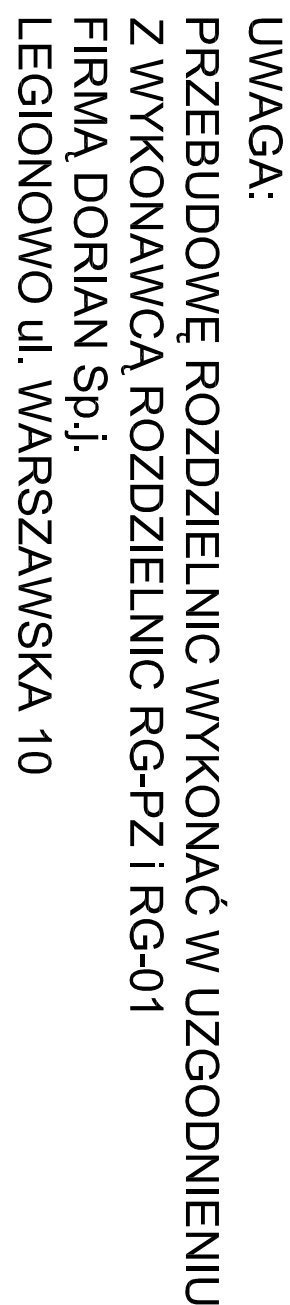 UWAGA:
PRZEBUDOWĘ ROZDZIELNIC WYKONAĆ W UZGODNIENIU
Z WYKONAWCĄ ROZDZIELNIC RG-PZ i RG-01
FIRMĄ DORIAN Sp.j.
LEGIONOWO ul. WARSZAWSKA 10